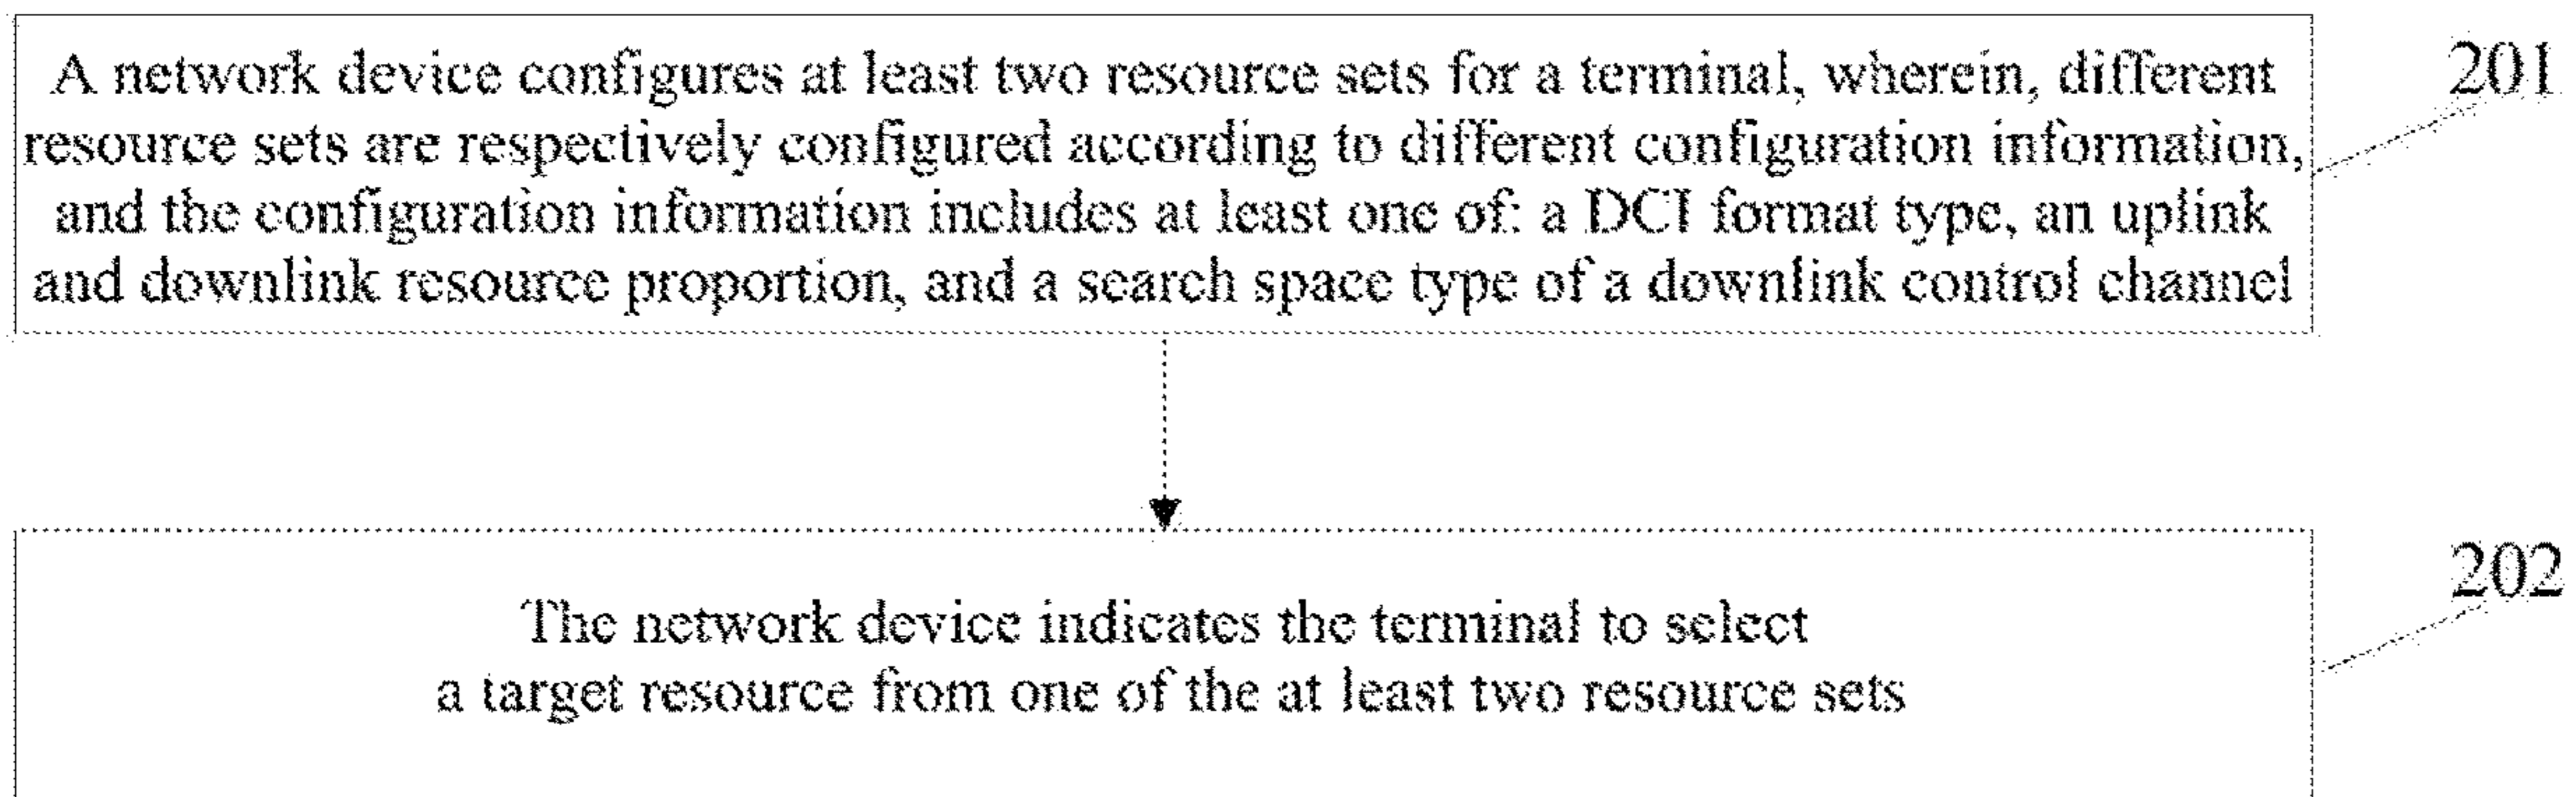 A network device configures at least two resource sets for a terminal, wherein, different
201
resource sets are respectively configured according to different configuration information,
and the configuration information includes at least one of: a DCI format type, an uplink
and downlink resource proportion, and a search space type of a downlink control channel
202
The network device indicates the terminal to select
a target resource from one of the at least two resource sets